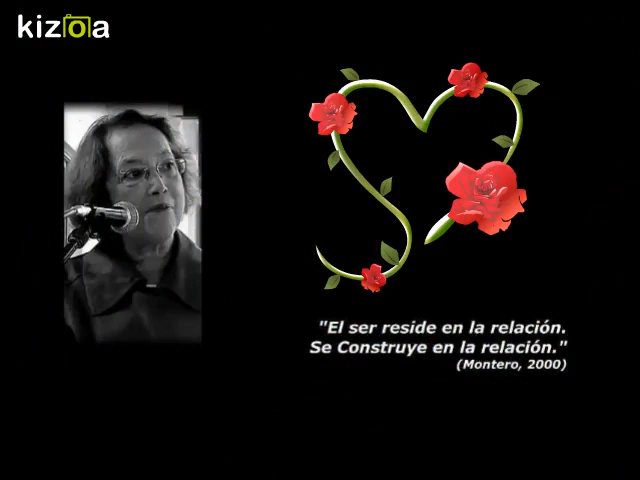 kizoa
"El ser reside en la relación.
Se Construye en la relación."
(Montero, 2000)